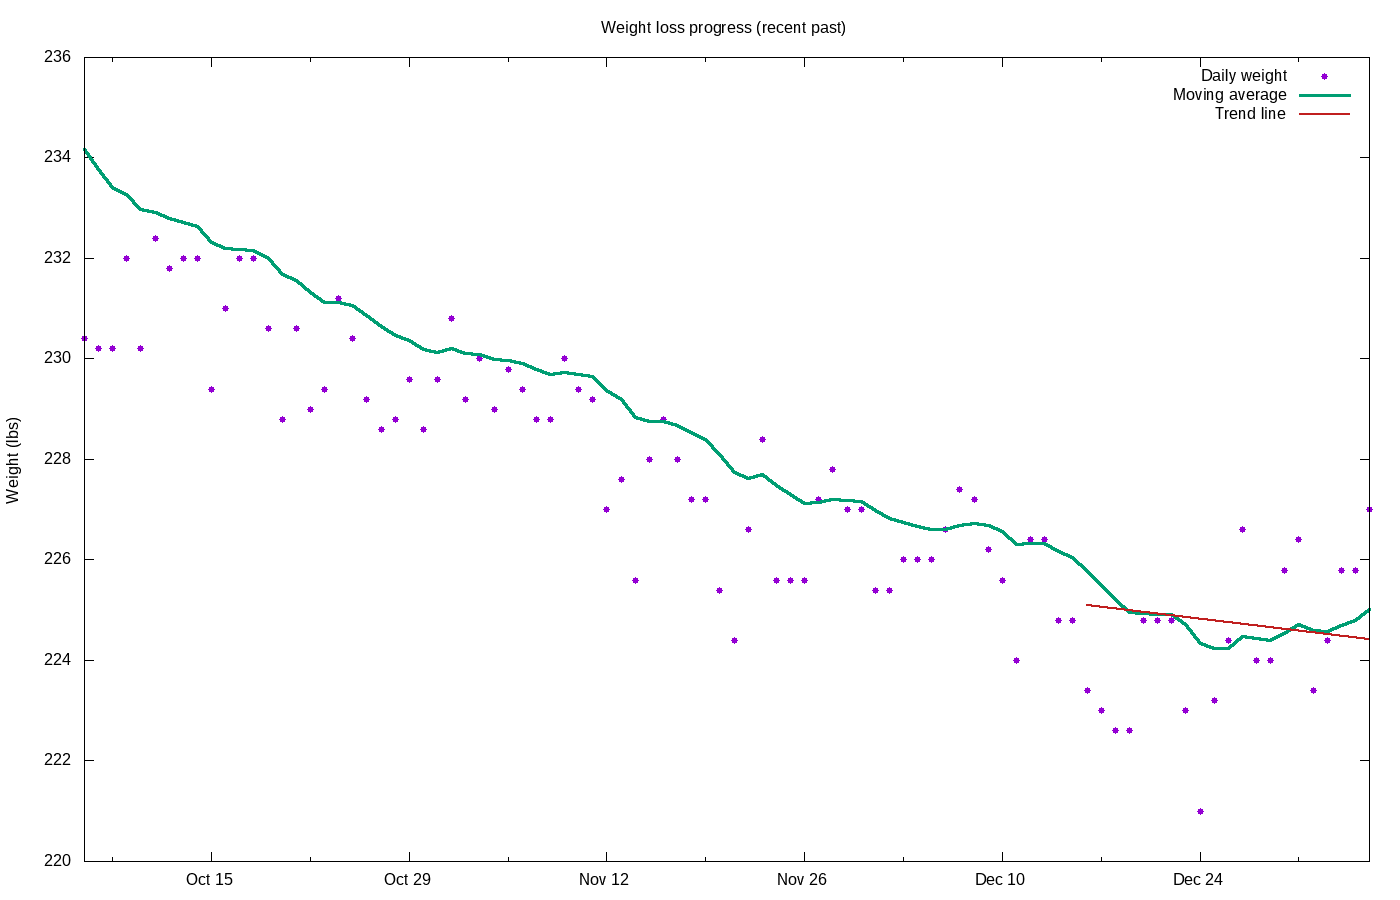 Weight loss progress (recent past)
Daily weight
Moving average
Trend line
Weight (lbs)
236
234
232
230
228
226
224
222
220
Oct 15
Oct 29
Nov 12
Nov 26
Dec 10
Dec 24